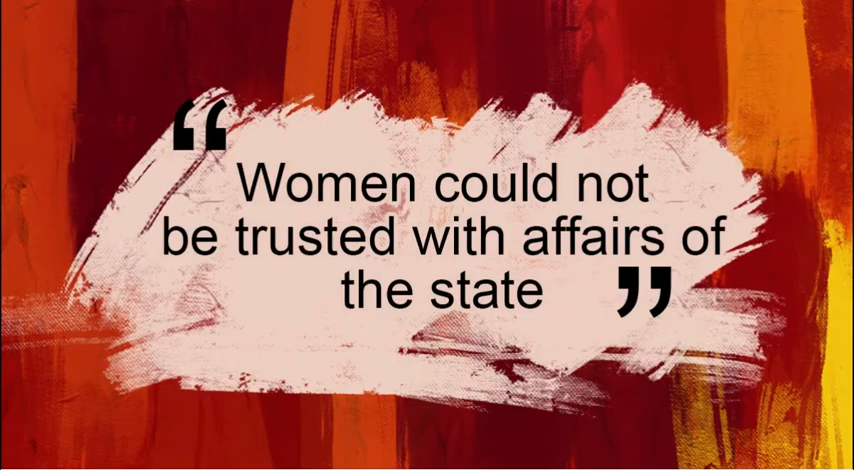 “Women could not
be trusted with affairs of
the state”